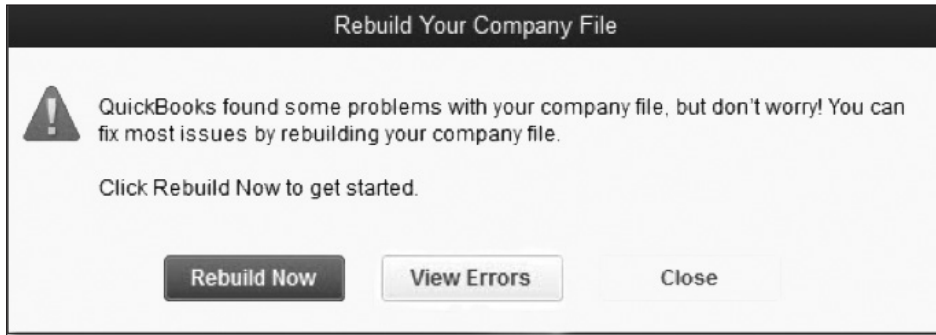 Rebuild Your Company File
QuickBooks found some problems with your company file, but don't worry! You can
fix most issues by rebuilding your company file.
Click Rebuild Now to get started.
Rebuild Now
View Errors
Close